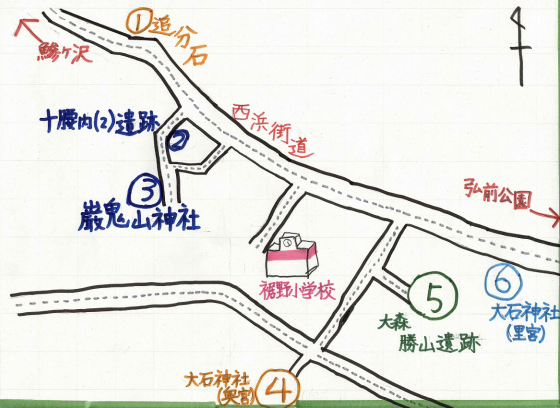 ①追分石
鰺ヶ沢
十腰内(2)遺跡
②
西浜街道
③
巌鬼山神社
弘前公園
裾野小学校
⑤
大森
勝山遺跡
⑥
大石神社
(里宮)
大石神社
(奥宮)
④